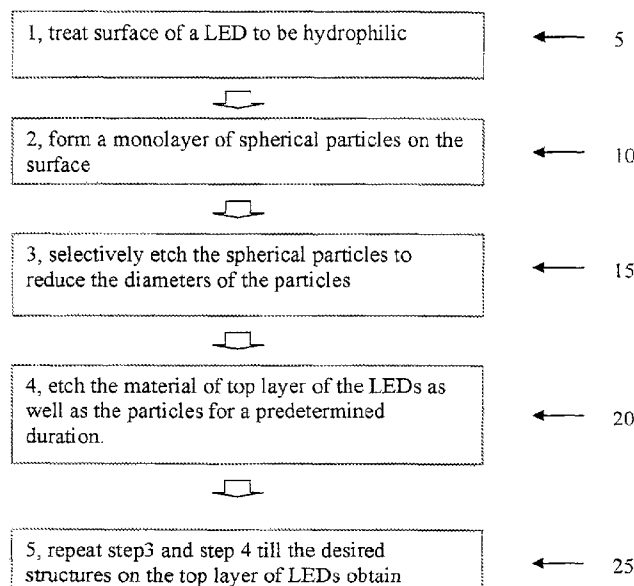 1, treat surface of a LED to be hydrophilic
5
2, form a monolayer of spherical particles on the
surface
10
3, selectively etch the spherical particles to
reduce the diameters of the particles
15
4, etch the material of top layer of the LEDs as
well as the particles for a predetermined
duration.
20
5, repeat step3 and step 4 till the desired
structures on the top layer of LEDs obtain
25